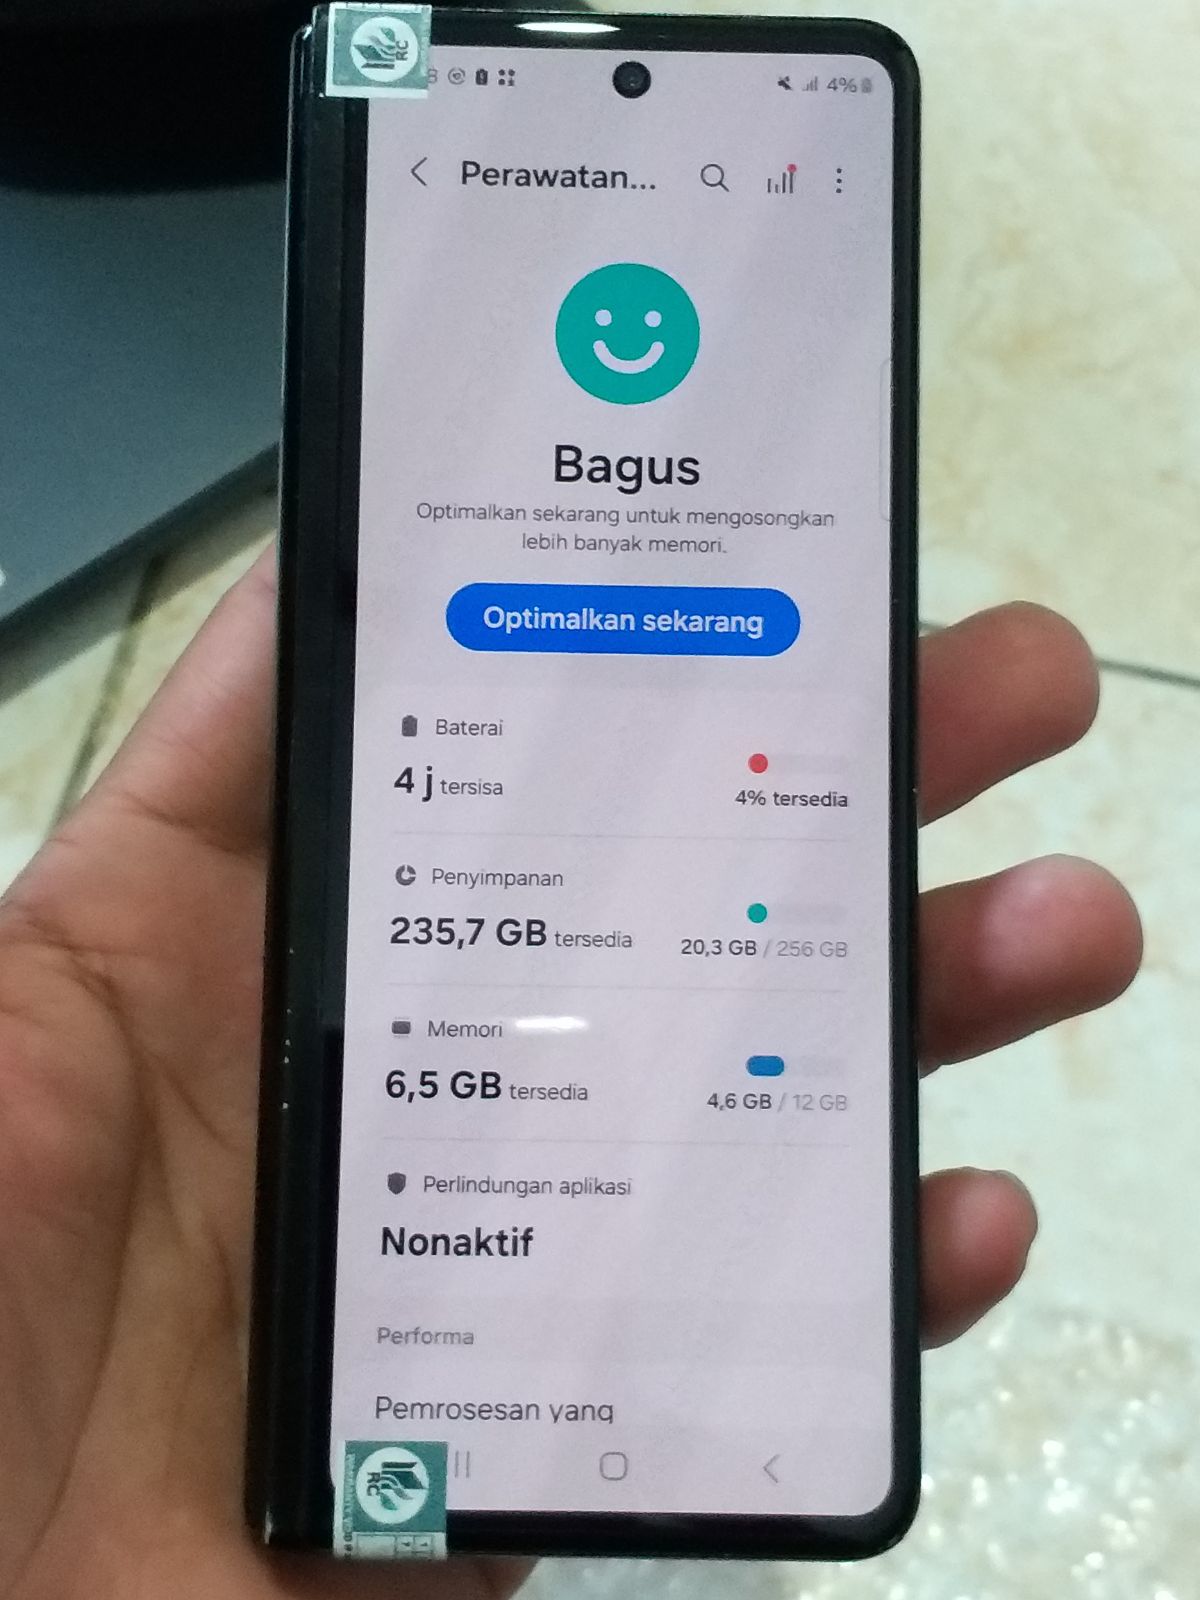 4%
Perawatan...
Bagus
Optimalkan sekarang untuk mengosongkan
lebih banyak memori.
Optimalkan sekarang
Baterai
4 j tersisa
4% tersedia
Penyimpanan
235,7 GB tersedia
20,3 GB / 256 GB
Memori
6,5 GB tersedia
4,6 GB / 12 GB
Perlindungan aplikasi
Nonaktif
Performa
Pemrosesan yang
RC
RC